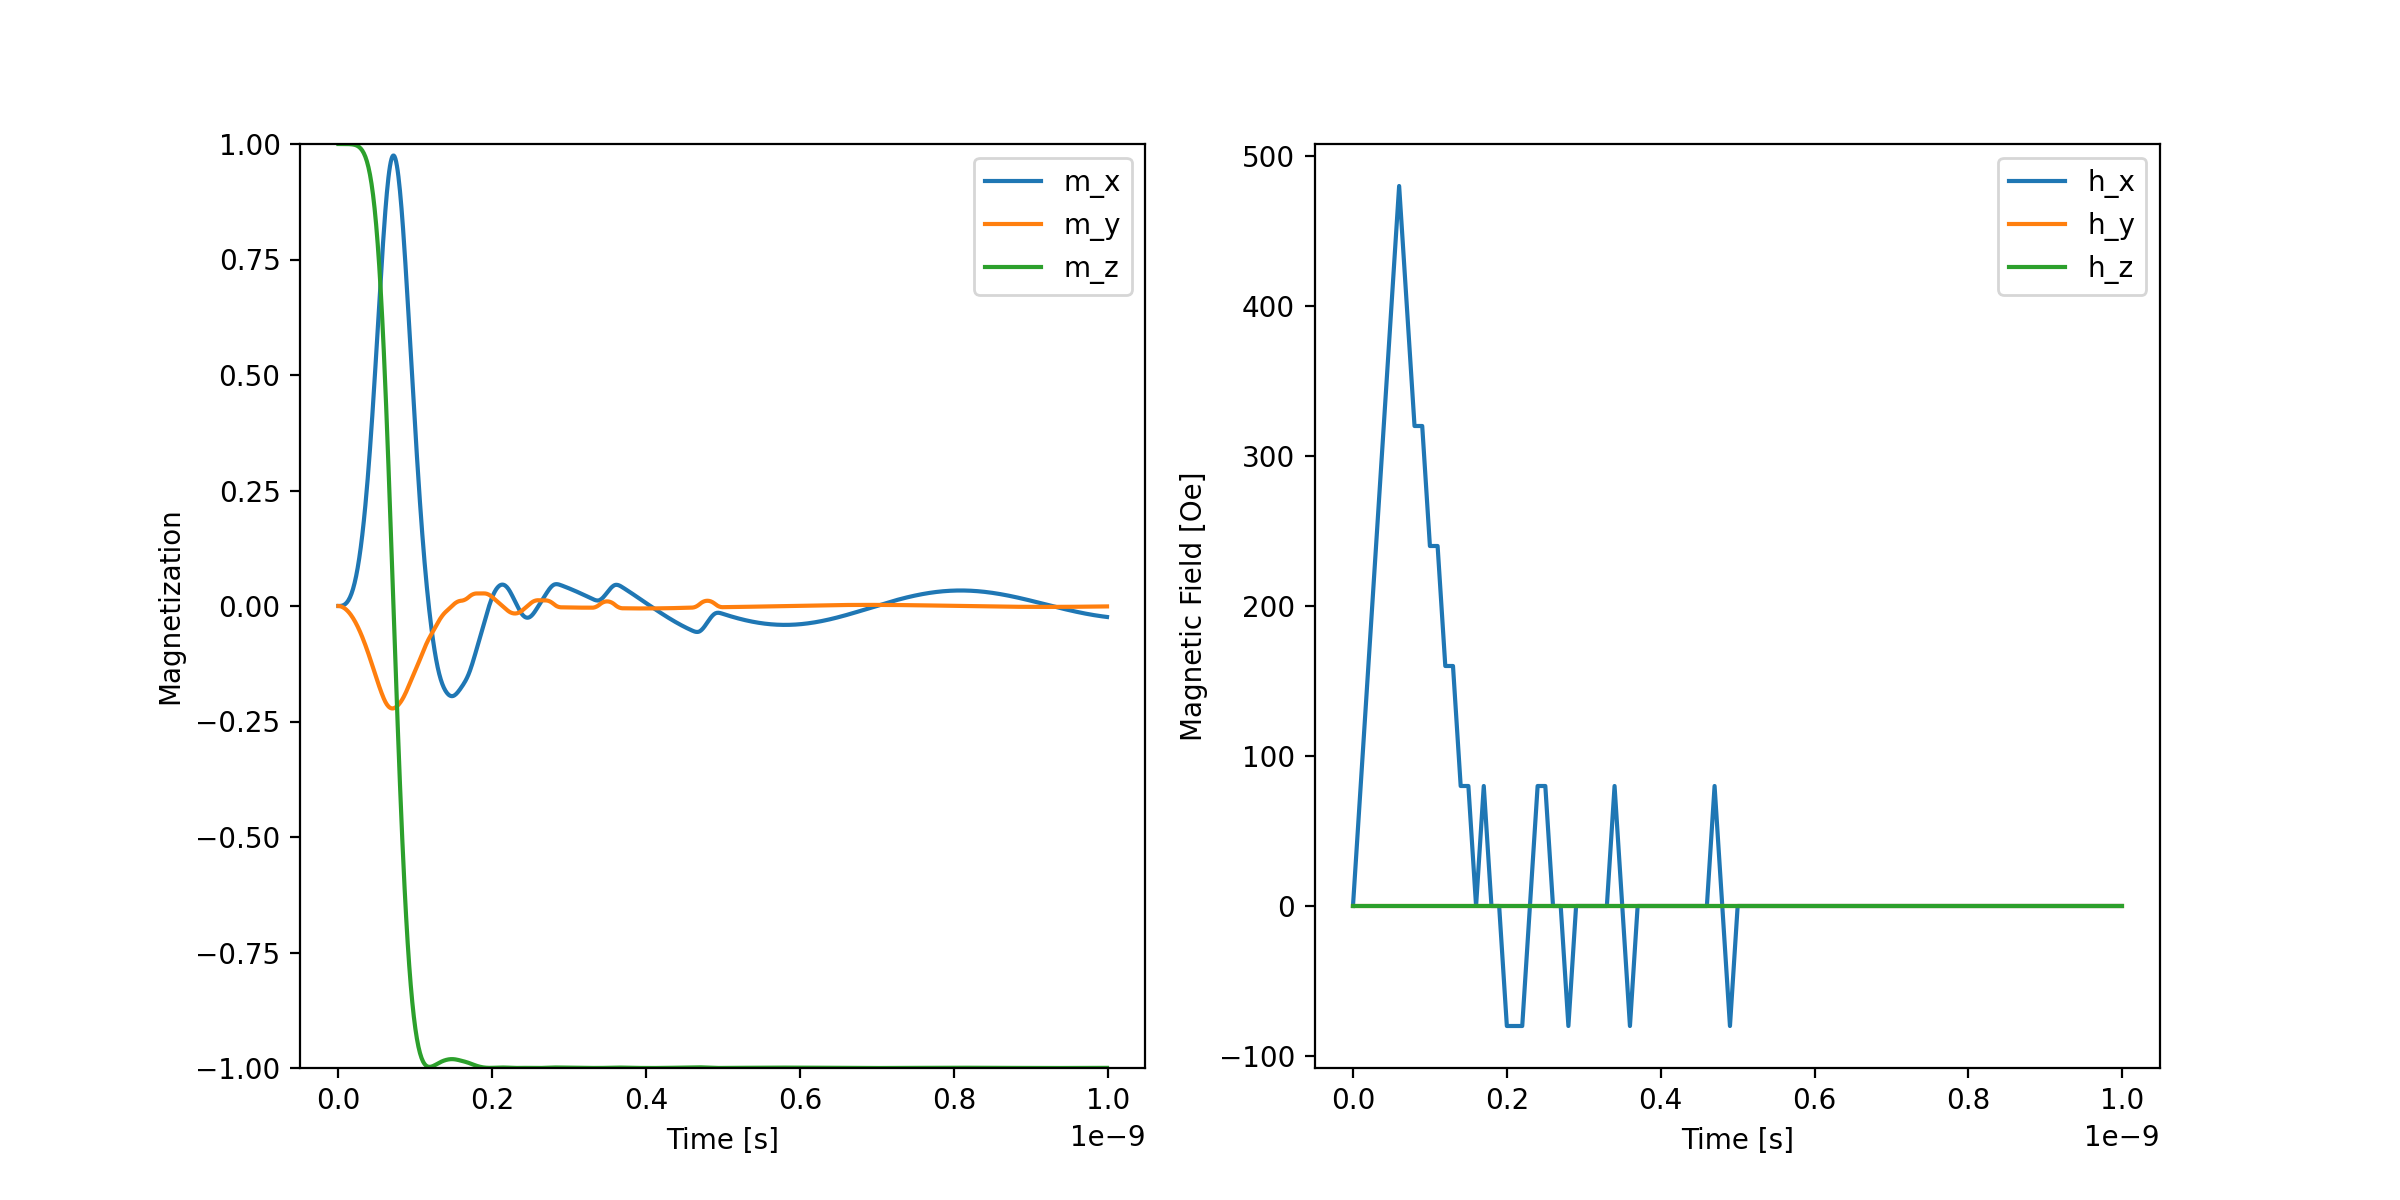 1.00
0.75
0.50
0.25
0.00
−0.25
−0.50
−0.75
−1.00
Magnetization
m_x
m_y
m_z
0.0 0.2 0.4 0.6 0.8 1.0
Time [s]
1e−9
500
400
300
200
100
0
−100
Magnetic Field [Oe]
h_x
h_y
h_z
0.0 0.2 0.4 0.6 0.8 1.0
Time [s]
1e−9